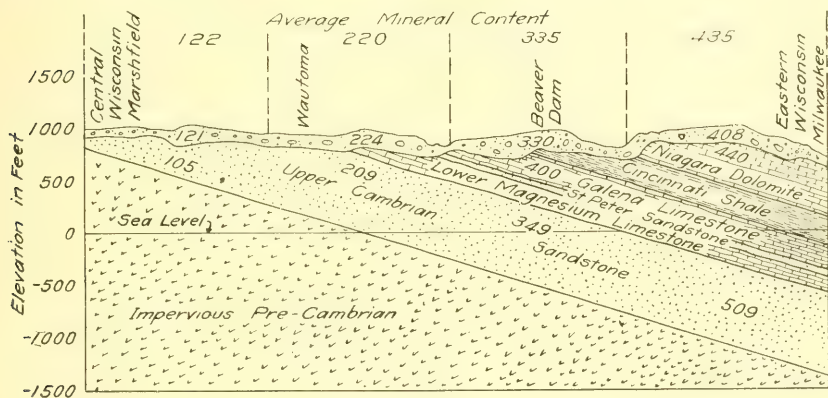 Average Mineral Content
122 220 335 435
Central
Wisconsin
Marshfield
Wautoma
Beaver
Dam
Eastern
Wisconsin
Milwaukee
Elevation in Feet
1500
1000
500
0
-500
-1000
-1500
121 224 330 408
440
105 209 400
349
509
Niagara Dolomite
Cincinnati Shale
Galena Limestone
St Peter Sandstone
Lower Magnesium Limestone
Upper Cambrian
Sandstone
Sea Level
Impervious Pre-Cambrian